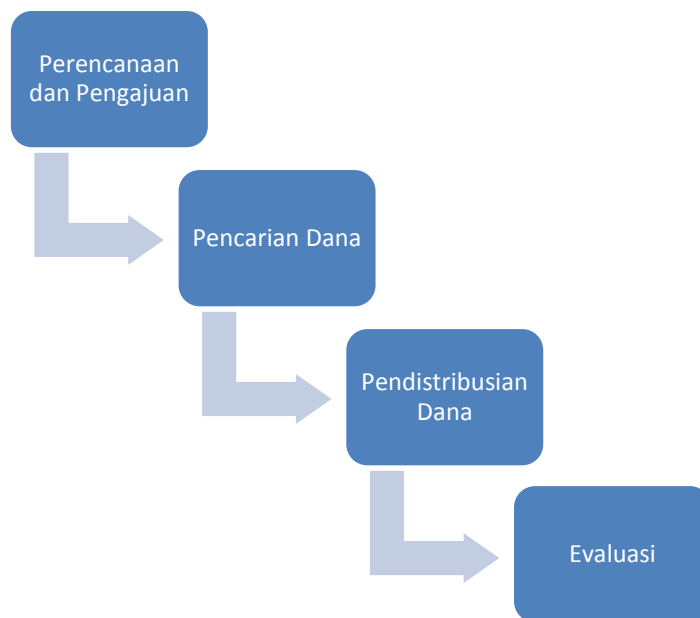 Perencanaan
dan Pengajuan
Pencarian Dana
Pendistribusian
Dana
Evaluasi